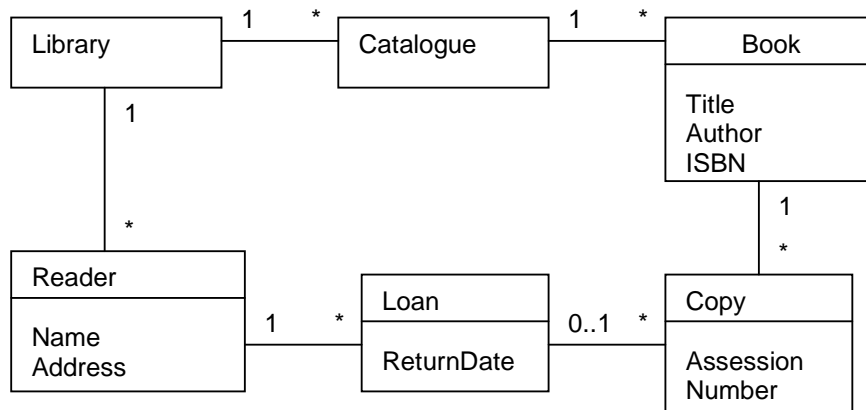 1 * 1 *
Library Catalogue Book
Title
Author
ISBN
1
1
* *
Reader
Name
Address
1 *
Loan
ReturnDate
0..1 *
Copy
Assession
Number